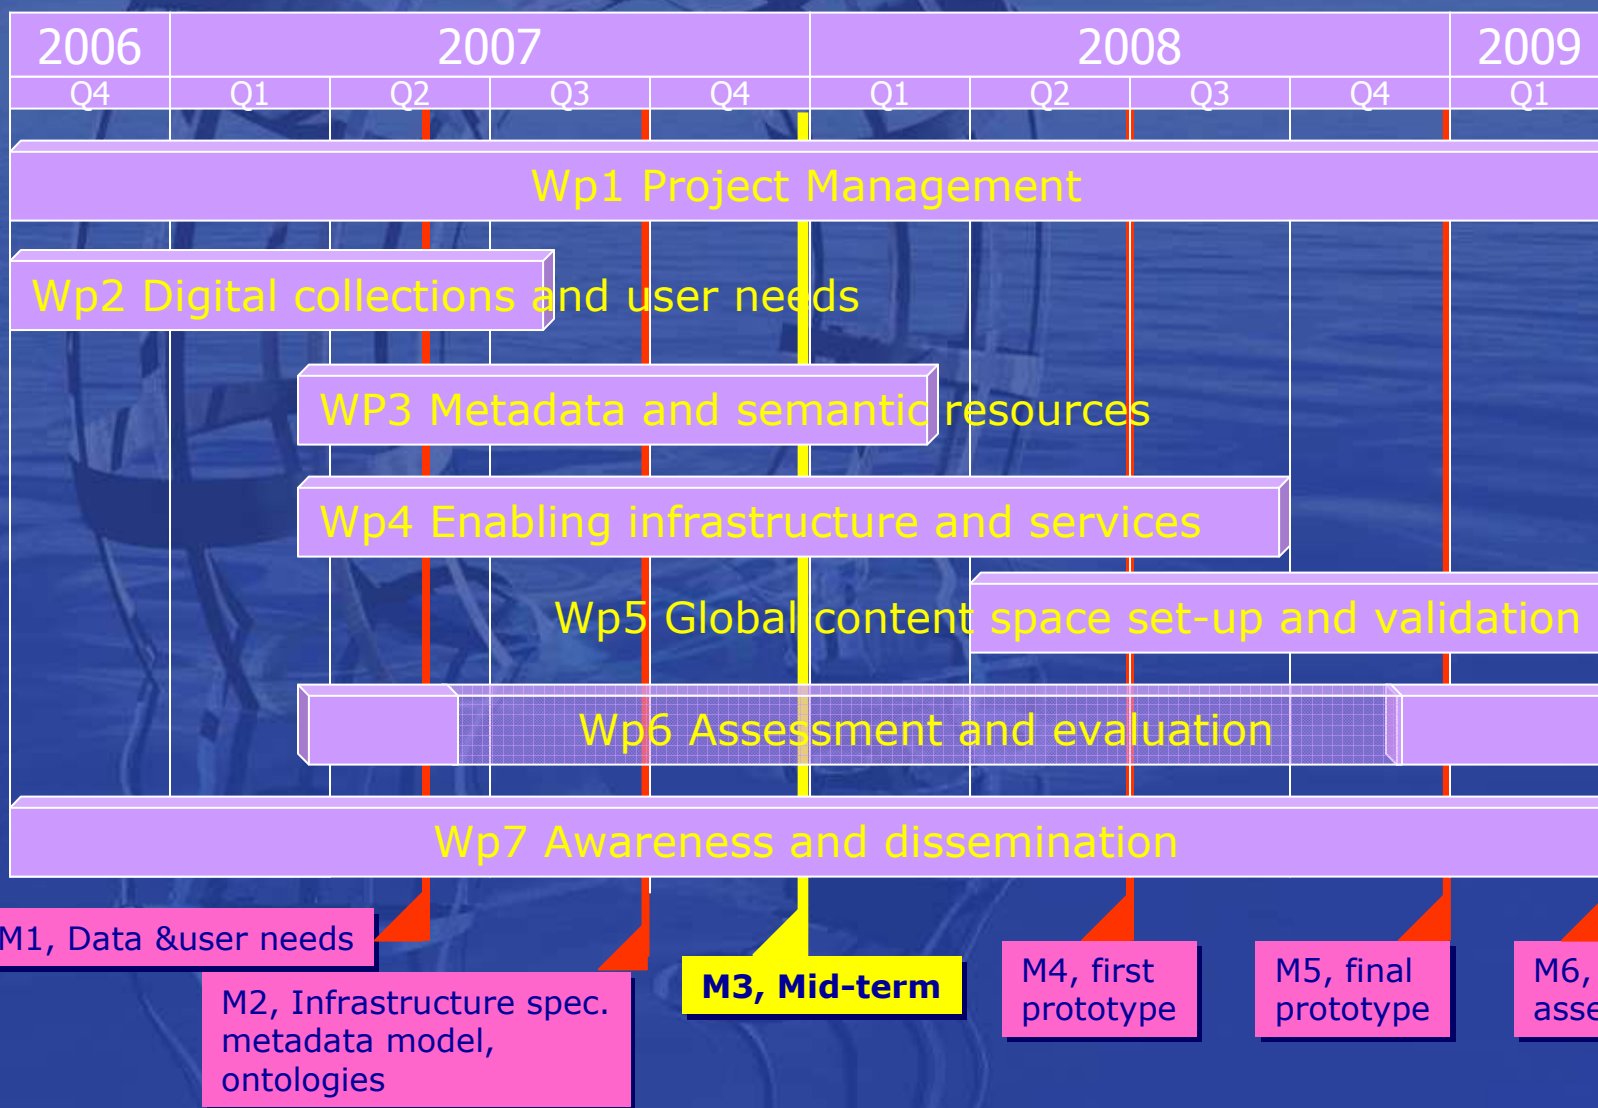 2006 2007 2008 2009
Q4 Q1 Q2 Q3 Q4 Q1 Q2 Q3 Q4 Q1
Wp1 Project Management
Wp2 Digital collections and user needs
WP3 Metadata and semantic resources
Wp4 Enabling infrastructure and services
Wp5 Global content space set-up and validation
Wp6 Assessment and evaluation
Wp7 Awareness and dissemination
M1, Data &user needs
M2, Infrastructure spec.
metadata model,
ontologies
M3, Mid-term
M4, first
prototype
M5, final
prototype
M6,